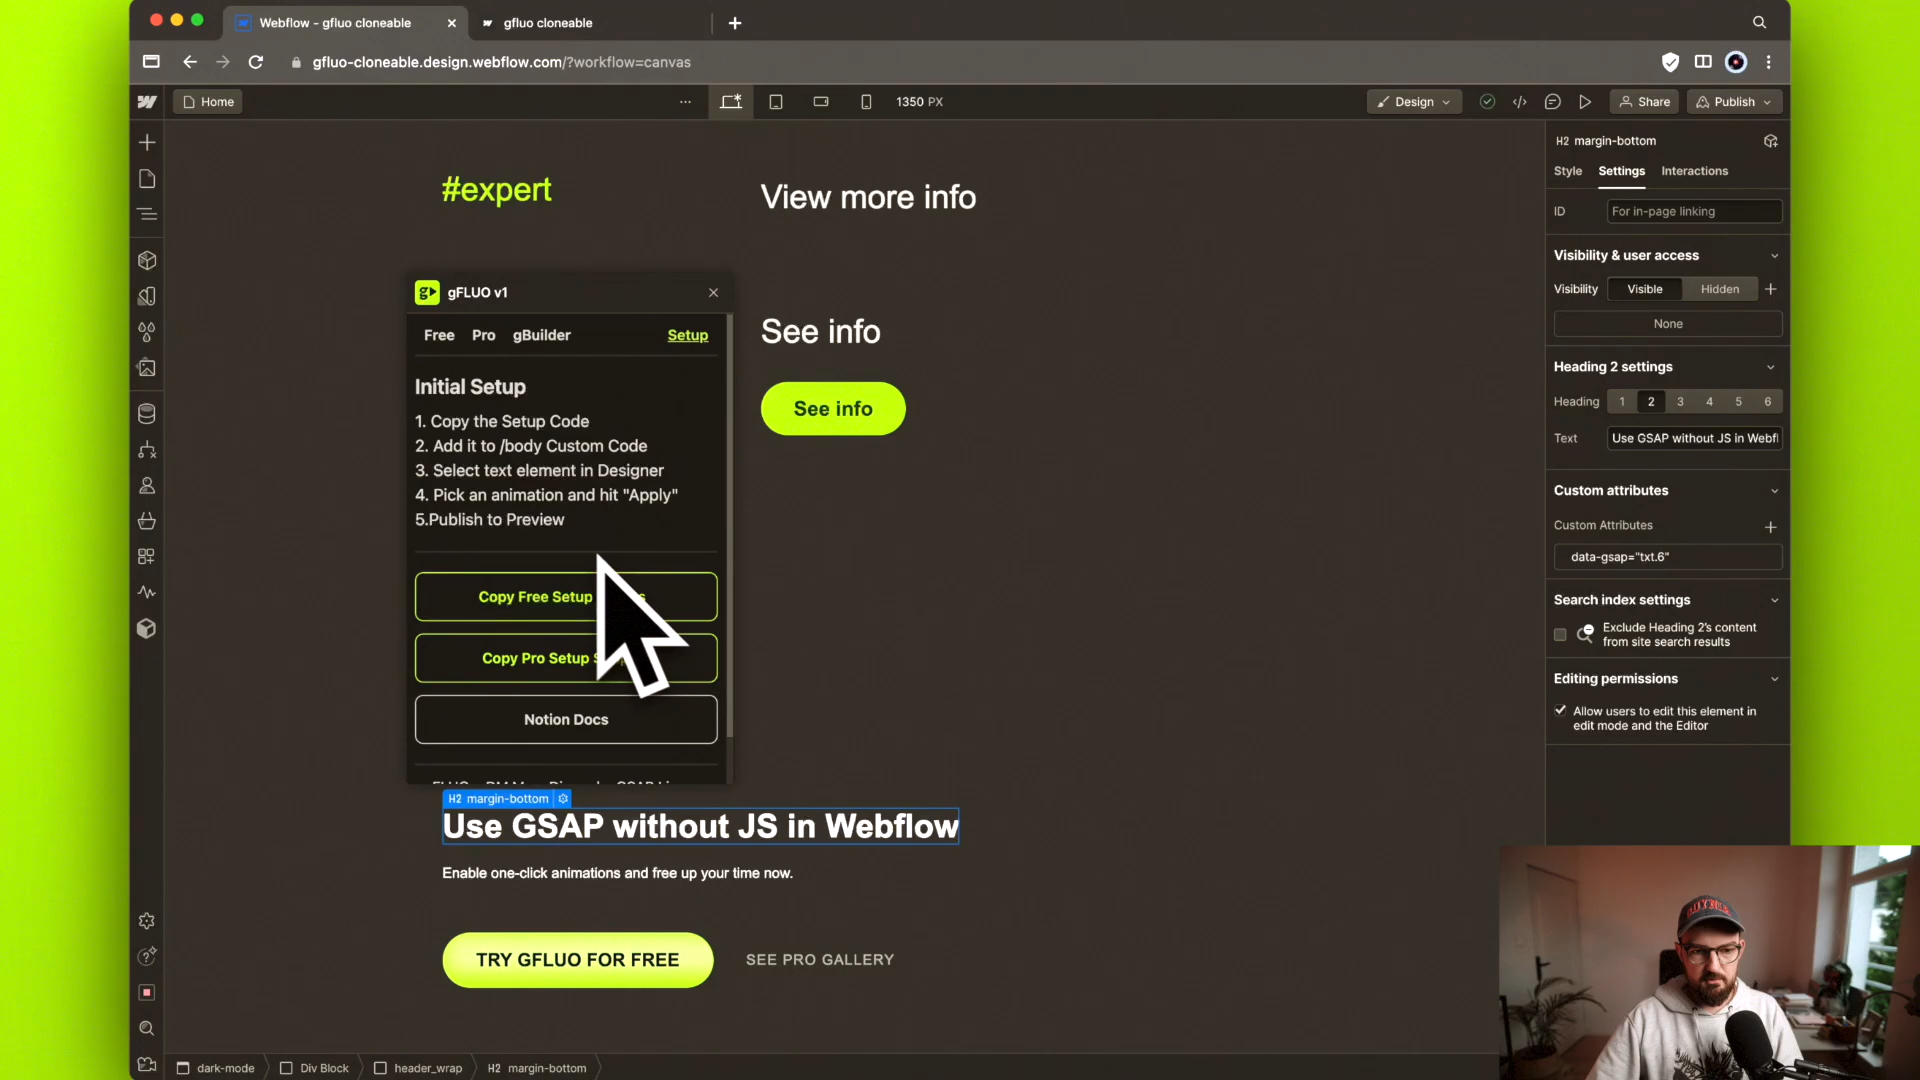 Webflow - gfluo cloneable
gfluo cloneable
gfluo-cloneable.design.webflow.com/?workflow=canvas
Home
1350 PX
Design
Share
Publish
#expert
View more info
gFLUO v1
Free Pro gBuilder Setup
Initial Setup
1. Copy the Setup Code
2. Add it to /body Custom Code
3. Select text element in Designer
4. Pick an animation and hit "Apply"
5.Publish to Preview
Copy Free Setup
Copy Pro Setup
Notion Docs
See info
See info
H2 margin-bottom
Use GSAP without JS in Webflow
Enable one-click animations and free up your time now.
TRY GFLUO FOR FREE
SEE PRO GALLERY
H2 margin-bottom
Style Settings Interactions
ID For in-page linking
Visibility & user access
Visibility Visible Hidden
None
Heading 2 settings
Heading 1 2 3 4 5 6
Text Use GSAP without JS in Webfl
Custom attributes
Custom Attributes
data-gsap="txt.6"
Search index settings
Exclude Heading 2's content
from site search results
Editing permissions
Allow users to edit this element in
edit mode and the Editor
dark-mode Div Block header_wrap H2 margin-bottom